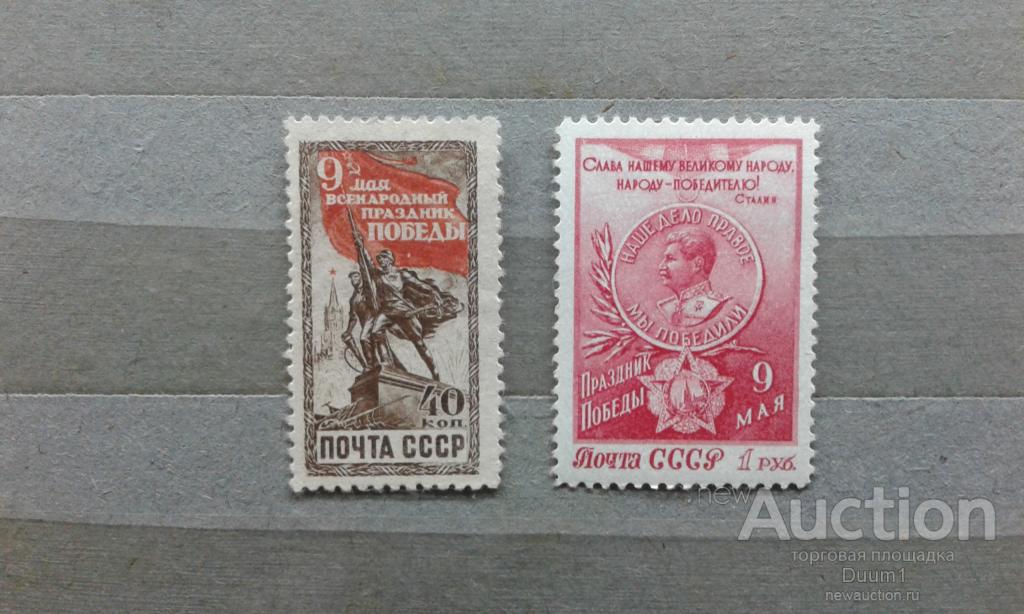 9 мая
ВСЕНАРОДНЫЙ
ПРАЗДНИК
ПОБЕДЫ
40
КОП.
ПОЧТА СССР
СЛАВА НАШЕМУ ВЕЛИКОМУ НАРОДУ,
НАРОДУ-ПОБЕДИТЕЛЮ!
СТАЛИН
НАШЕ ДЕЛО ПРАВОЕ
МЫ ПОБЕДИЛИ
ПРАЗДНИК
ПОБЕДЫ
9
МАЯ
Почта СССР 1 РУБ.
newAuction
торговая площадка
Duum1
newauction.ru